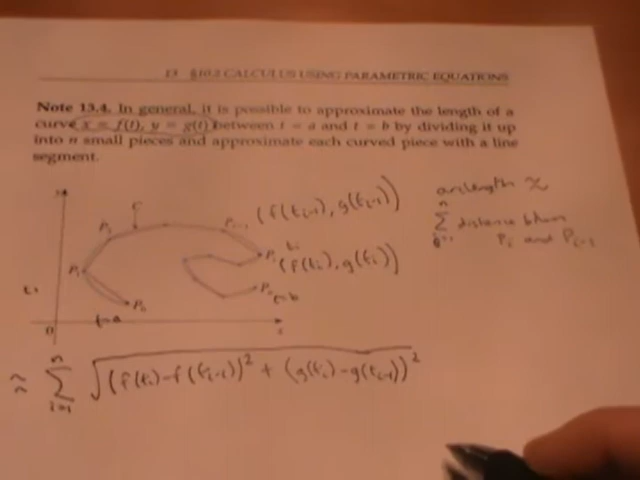 13 §10.2 CALCULUS USING PARAMETRIC EQUATIONS
Note 13.4. In general, it is possible to approximate the length of a
curve x = f(t), y = g(t) between t = a and t = b by dividing it up
into n small pieces and approximate each curved piece with a line
segment.
arclength ≈
n
∑ distance btwn
i=1
Pi and Pi-1
C
Pi-1 (f(ti-1), g(ti-1))
Pi (f(ti), g(ti))
t=b
P0
t=a
0
≈ n∑i=1 √(f(ti)-f(ti-1))² + (g(ti)-g(ti-1))²